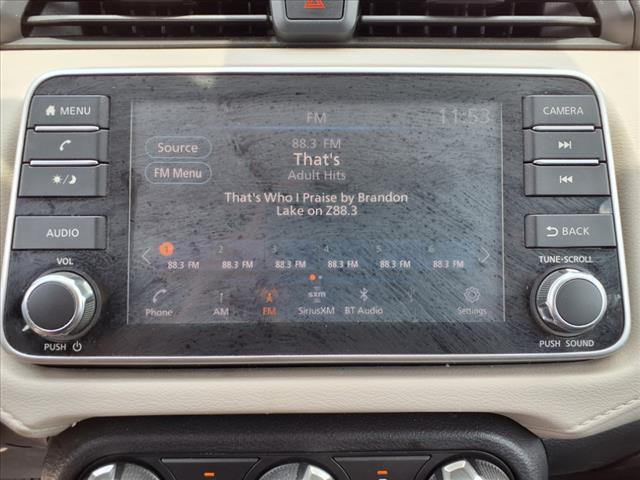 MENU
FM
11:53
CAMERA
Source
88.3 FM
That's
Adult Hits
FM Menu
That's Who I Praise by Brandon
Lake on Z88.3
AUDIO
BACK
1 2 3 4 5 6
88.3 FM 88.3 FM 88.3 FM 88.3 FM 88.3 FM 88.3 FM
VOL
TUNE•SCROLL
sxm
Phone AM FM SiriusXM BT Audio Settings
PUSH
PUSH SOUND